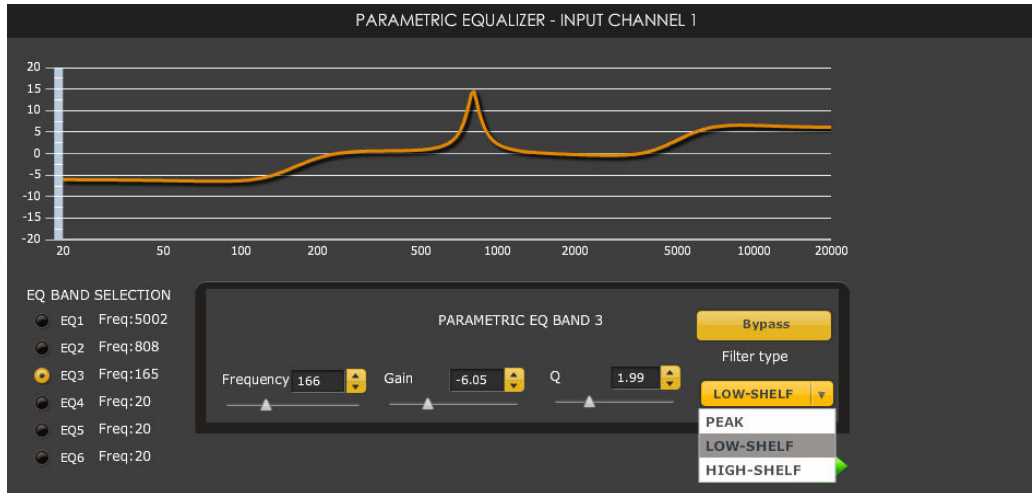 PARAMETRIC EQUALIZER - INPUT CHANNEL 1
20
15
10
5
0
-5
-10
-15
-20
20 50 100 200 500 1000 2000 5000 10000 20000
EQ BAND SELECTION
EQ1 Freq:5002
EQ2 Freq:808
EQ3 Freq:165
EQ4 Freq:20
EQ5 Freq:20
EQ6 Freq:20
PARAMETRIC EQ BAND 3
Bypass
Filter type
Frequency 166 Gain -6.05 Q 1.99
LOW-SHELF
PEAK
LOW-SHELF
HIGH-SHELF